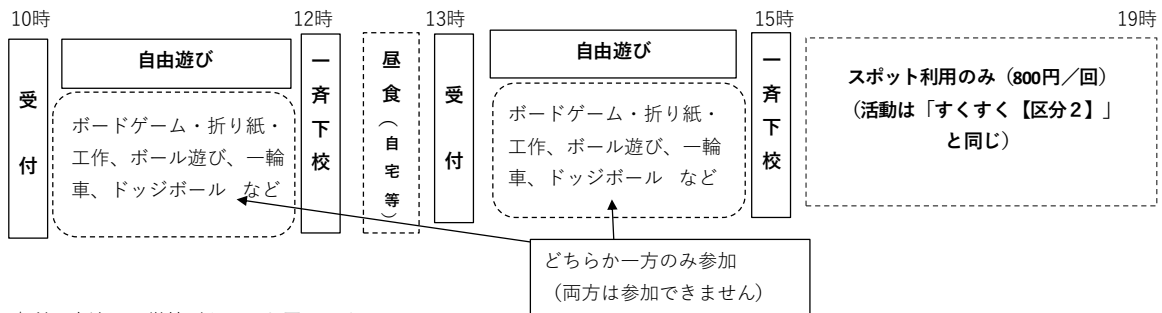 10時
12時
13時
15時
19時
受付
自由遊び
ボードゲーム・折り紙・
工作、ボール遊び、一輪
車、ドッジボール など
一斉下校
昼食(自宅等)
受付
自由遊び
ボードゲーム・折り紙・
工作、ボール遊び、一輪
車、ドッジボール など
一斉下校
スポット利用のみ(800円/回)
(活動は「すくすく【区分2】」
と同じ)
どちらか一方のみ参加
(両方は参加できません)